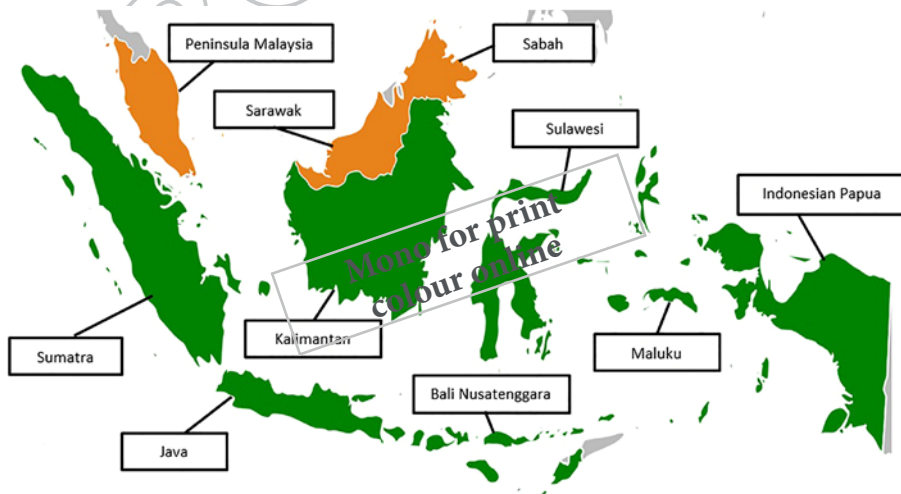 Peninsula Malaysia
Sabah
Sarawak
Sulawesi
Indonesian Papua
Mono for print
colour online
Kalimantan
Sumatra
Maluku
Bali Nusatenggara
Java